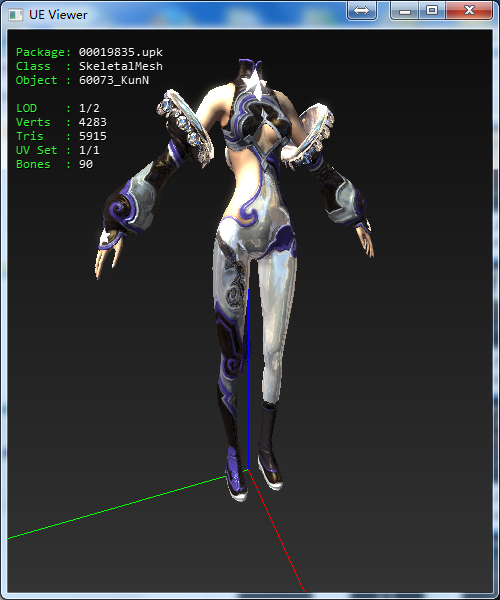 UE Viewer
Package: 00019835.upk
Class : SkeletalMesh
Object : 60073_KunN
LOD : 1/2
Verts : 4283
Tris : 5915
UV Set : 1/1
Bones : 90